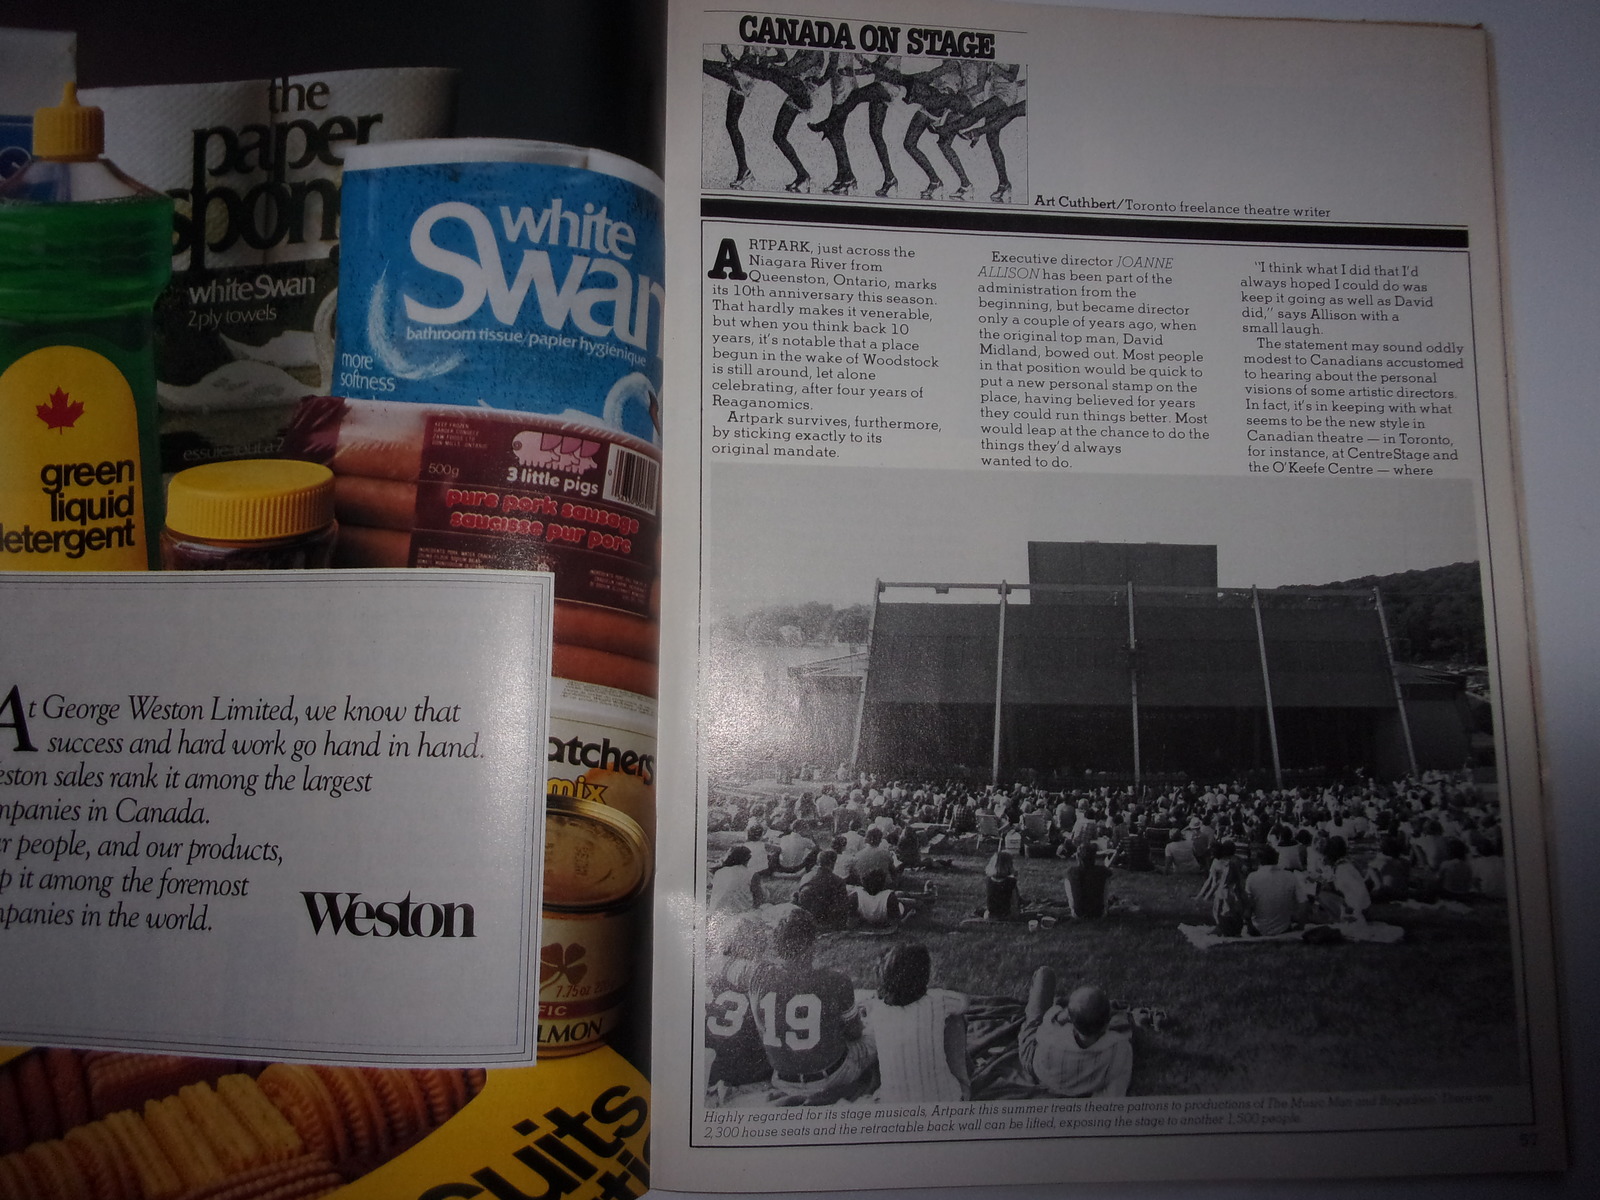 the
paper
spon
white Swan
2ply towels
white
Swan
bathroom tissue/papier hygiénique
more
softness
green
liquid
detergent
500g
3 little pigs
pure pork sausage
saucisse pur porc
atchers
mix
7.75 oz
FIC
LMON
At George Weston Limited, we know that
success and hard work go hand in hand.
eston sales rank it among the largest
mpanies in Canada.
r people, and our products,
p it among the foremost
mpanies in the world.
Weston
suits
CANADA ON STAGE
Art Cuthbert/Toronto freelance theatre writer
ARTPARK, just across the
Niagara River from
Queenston, Ontario, marks
its 10th anniversary this season.
That hardly makes it venerable,
but when you think back 10
years, it's notable that a place
begun in the wake of Woodstock
is still around, let alone
celebrating, after four years of
Reaganomics.
Artpark survives, furthermore,
by sticking exactly to its
original mandate.
Executive director JOANNE
ALLISON has been part of the
administration from the
beginning, but became director
only a couple of years ago, when
the original top man, David
Midland, bowed out. Most people
in that position would be quick to
put a new personal stamp on the
place, having believed for years
they could run things better. Most
would leap at the chance to do the
things they'd always
wanted to do.
"I think what I did that I'd
always hoped I could do was
keep it going as well as David
did," says Allison with a
small laugh.
The statement may sound oddly
modest to Canadians accustomed
to hearing about the personal
visions of some artistic directors.
In fact, it's in keeping with what
seems to be the new style in
Canadian theatre — in Toronto,
for instance, at CentreStage and
the O'Keefe Centre — where
3 19
Highly regarded for its stage musicals, Artpark this summer treats theatre patrons to productions of The Music Man and Brigadoon. There are
2,300 house seats and the retractable back wall can be lifted, exposing the stage to another 1,500 people.
57